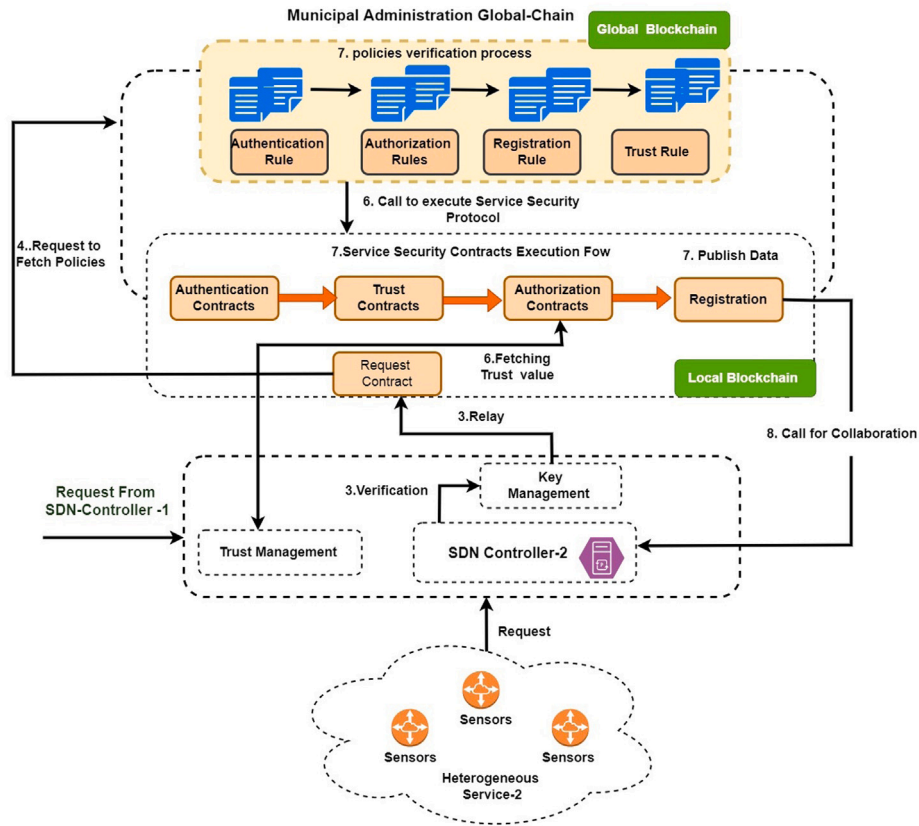 Municipal Administration Global-Chain
Global Blockchain
7. policies verification process
Authentication
Rule
Authorization
Rules
Registration
Rule
Trust Rule
6. Call to execute Service Security
Protocol
4..Request to
Fetch Policies
7.Service Security Contracts Execution Fow
7. Publish Data
Authentication
Contracts
Trust
Contracts
Authorization
Contracts
Registration
6.Fetching
Trust value
Request
Contract
Local Blockchain
3.Relay
8. Call for Collaboration
Request From
SDN-Controller -1
3.Verification
Key
Management
Trust Management
SDN Controller-2
Request
Sensors
Sensors
Sensors
Heterogeneous
Service-2